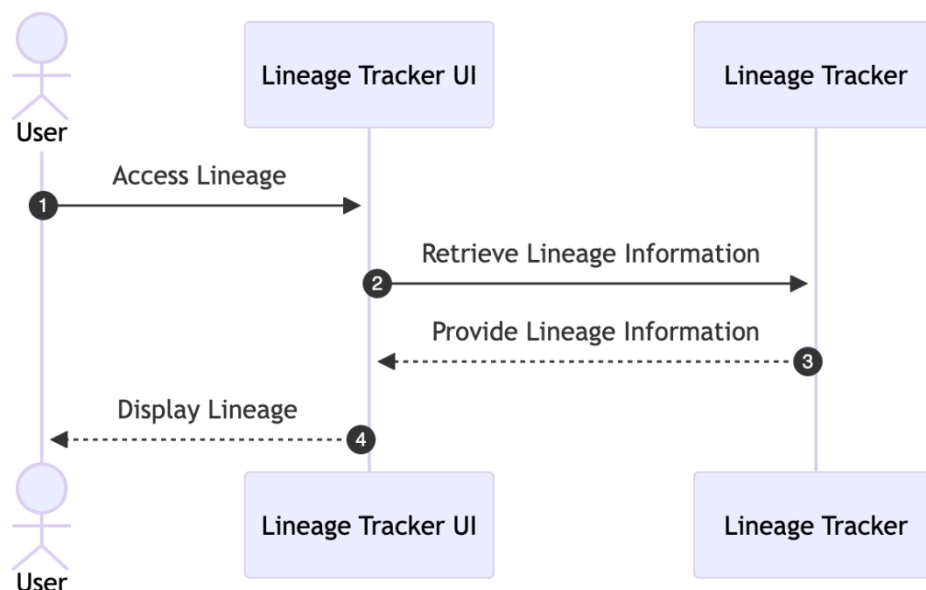 Lineage Tracker UI
Lineage Tracker
User
Access Lineage
1
Retrieve Lineage Information
2
Provide Lineage Information
3
Display Lineage
4
Lineage Tracker UI
Lineage Tracker
User